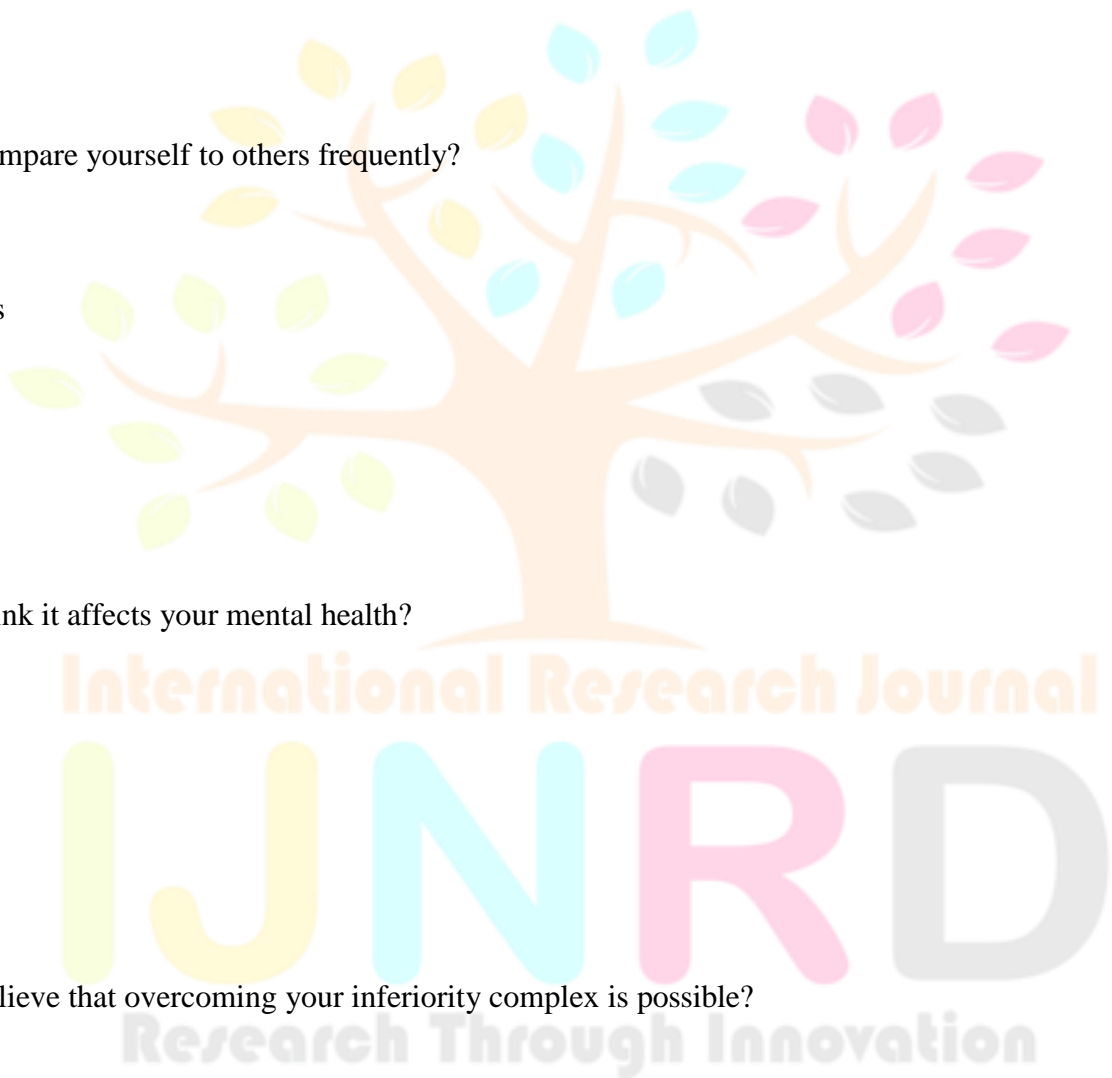 mpare yourself to others frequently?
s
nk it affects your mental health?
International Research Journal
IJNRD
lieve that overcoming your inferiority complex is possible?
Research Through Innovation